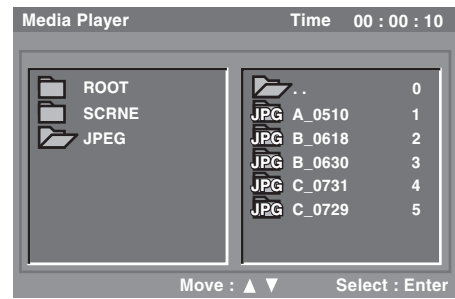 Media Player Time 00 : 00 : 10
ROOT
SCRNE
JPEG
. . 0
JPG A_0510 1
JPG B_0618 2
JPG B_0630 3
JPG C_0731 4
JPG C_0729 5
Move : ▲ ▼ Select : Enter